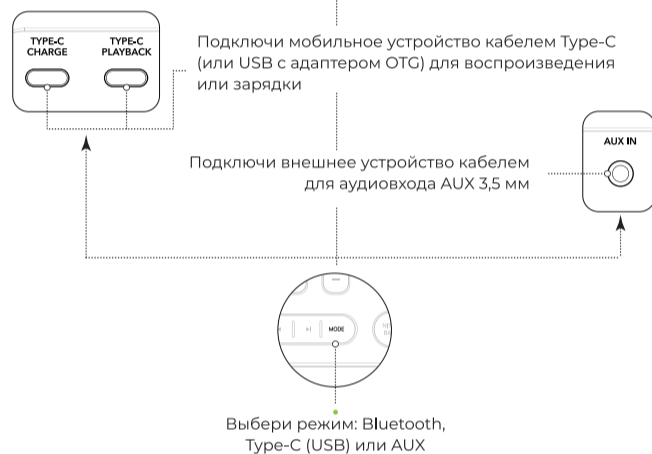 TYPE-C
CHARGE
TYPE-C
PLAYBACK
Подключи мобильное устройство кабелем Type-C
(или USB с адаптером OTG) для воспроизведения
или зарядки
AUX IN
Подключи внешнее устройство кабелем
для аудиовхода AUX 3,5 мм
MODE
Выбери режим: Bluetooth,
Type-C (USB) или AUX